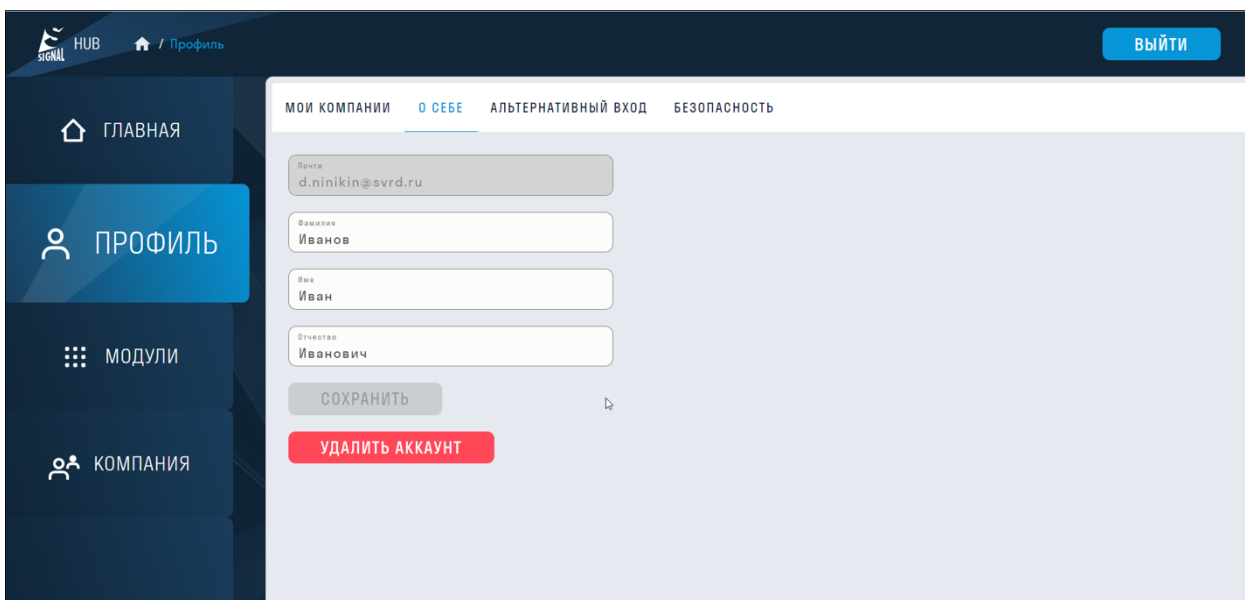 SIGNAL HUB / Профиль
ВЫЙТИ
МОИ КОМПАНИИ О СЕБЕ АЛЬТЕРНАТИВНЫЙ ВХОД БЕЗОПАСНОСТЬ
ГЛАВНАЯ
ПРОФИЛЬ
МОДУЛИ
КОМПАНИЯ
Почта
d.ninikin@svrd.ru
Фамилия
Иванов
Имя
Иван
Отчество
Иванович
СОХРАНИТЬ
УДАЛИТЬ АККАУНТ